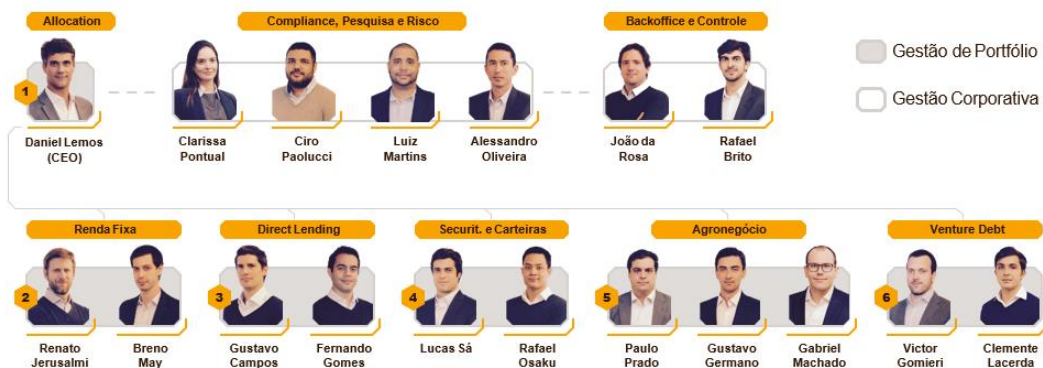 Allocation
Compliance, Pesquisa e Risco
Backoffice e Controle
Gestão de Portfólio
Gestão Corporativa
1
Daniel Lemos
(CEO)
Clarissa
Pontual
Ciro
Paolucci
Luiz
Martins
Alessandro
Oliveira
João da
Rosa
Rafael
Brito
Renda Fixa
Direct Lending
Securit. e Carteiras
Agronegócio
Venture Debt
2
3
4
5
6
Renato
Jerusalmi
Breno
May
Gustavo
Campos
Fernando
Gomes
Lucas Sá
Rafael
Osaku
Paulo
Prado
Gustavo
Germano
Gabriel
Machado
Victor
Gomieri
Clemente
Lacerda